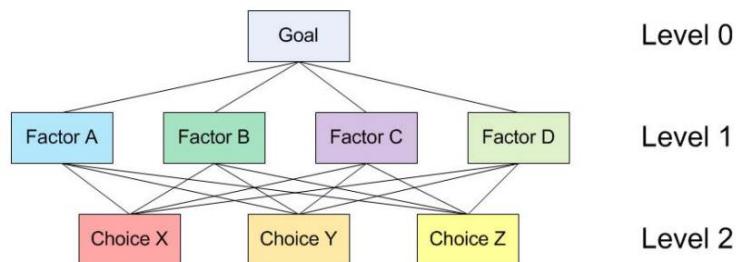 Goal
Level 0
Factor A
Factor B
Factor C
Factor D
Level 1
Choice X
Choice Y
Choice Z
Level 2